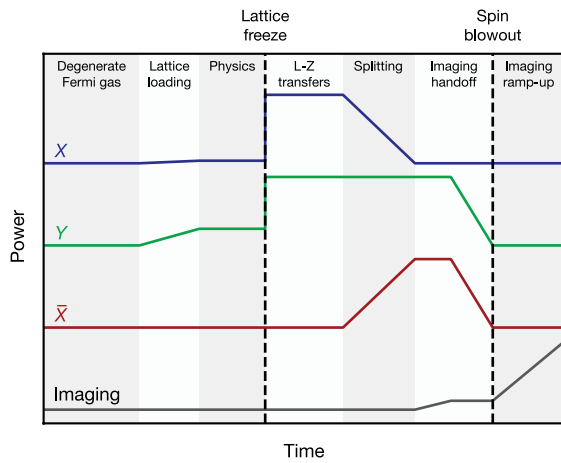 Lattice
freeze
Spin
blowout
Degenerate
Fermi gas
Lattice
loading
Physics
L-Z
transfers
Splitting
Imaging
handoff
Imaging
ramp-up
X
Y
X̄
Imaging
Power
Time